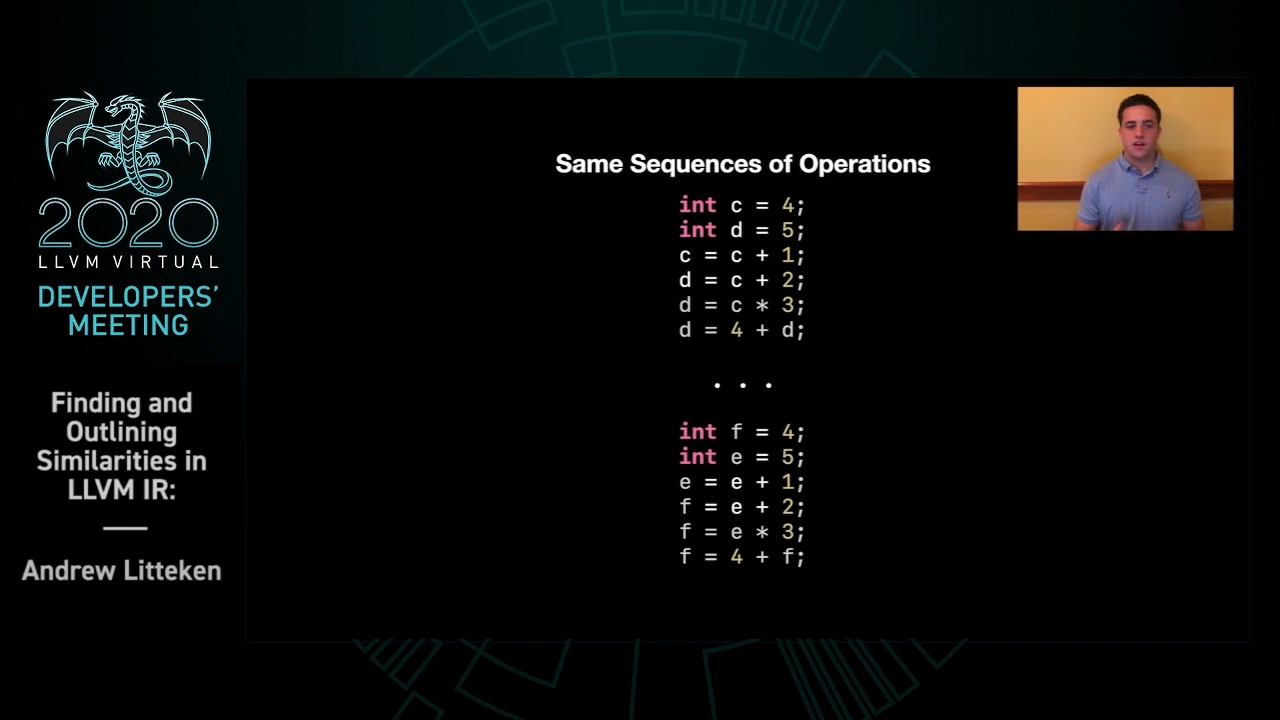 2020
LLVM VIRTUAL
DEVELOPERS’
MEETING
Finding and
Outlining
Similarities in
LLVM IR:
Andrew Litteken
Same Sequences of Operations
int c = 4;
int d = 5;
c = c + 1;
d = c + 2;
d = c * 3;
d = 4 + d;
. . .
int f = 4;
int e = 5;
e = e + 1;
f = e + 2;
f = e * 3;
f = 4 + f;